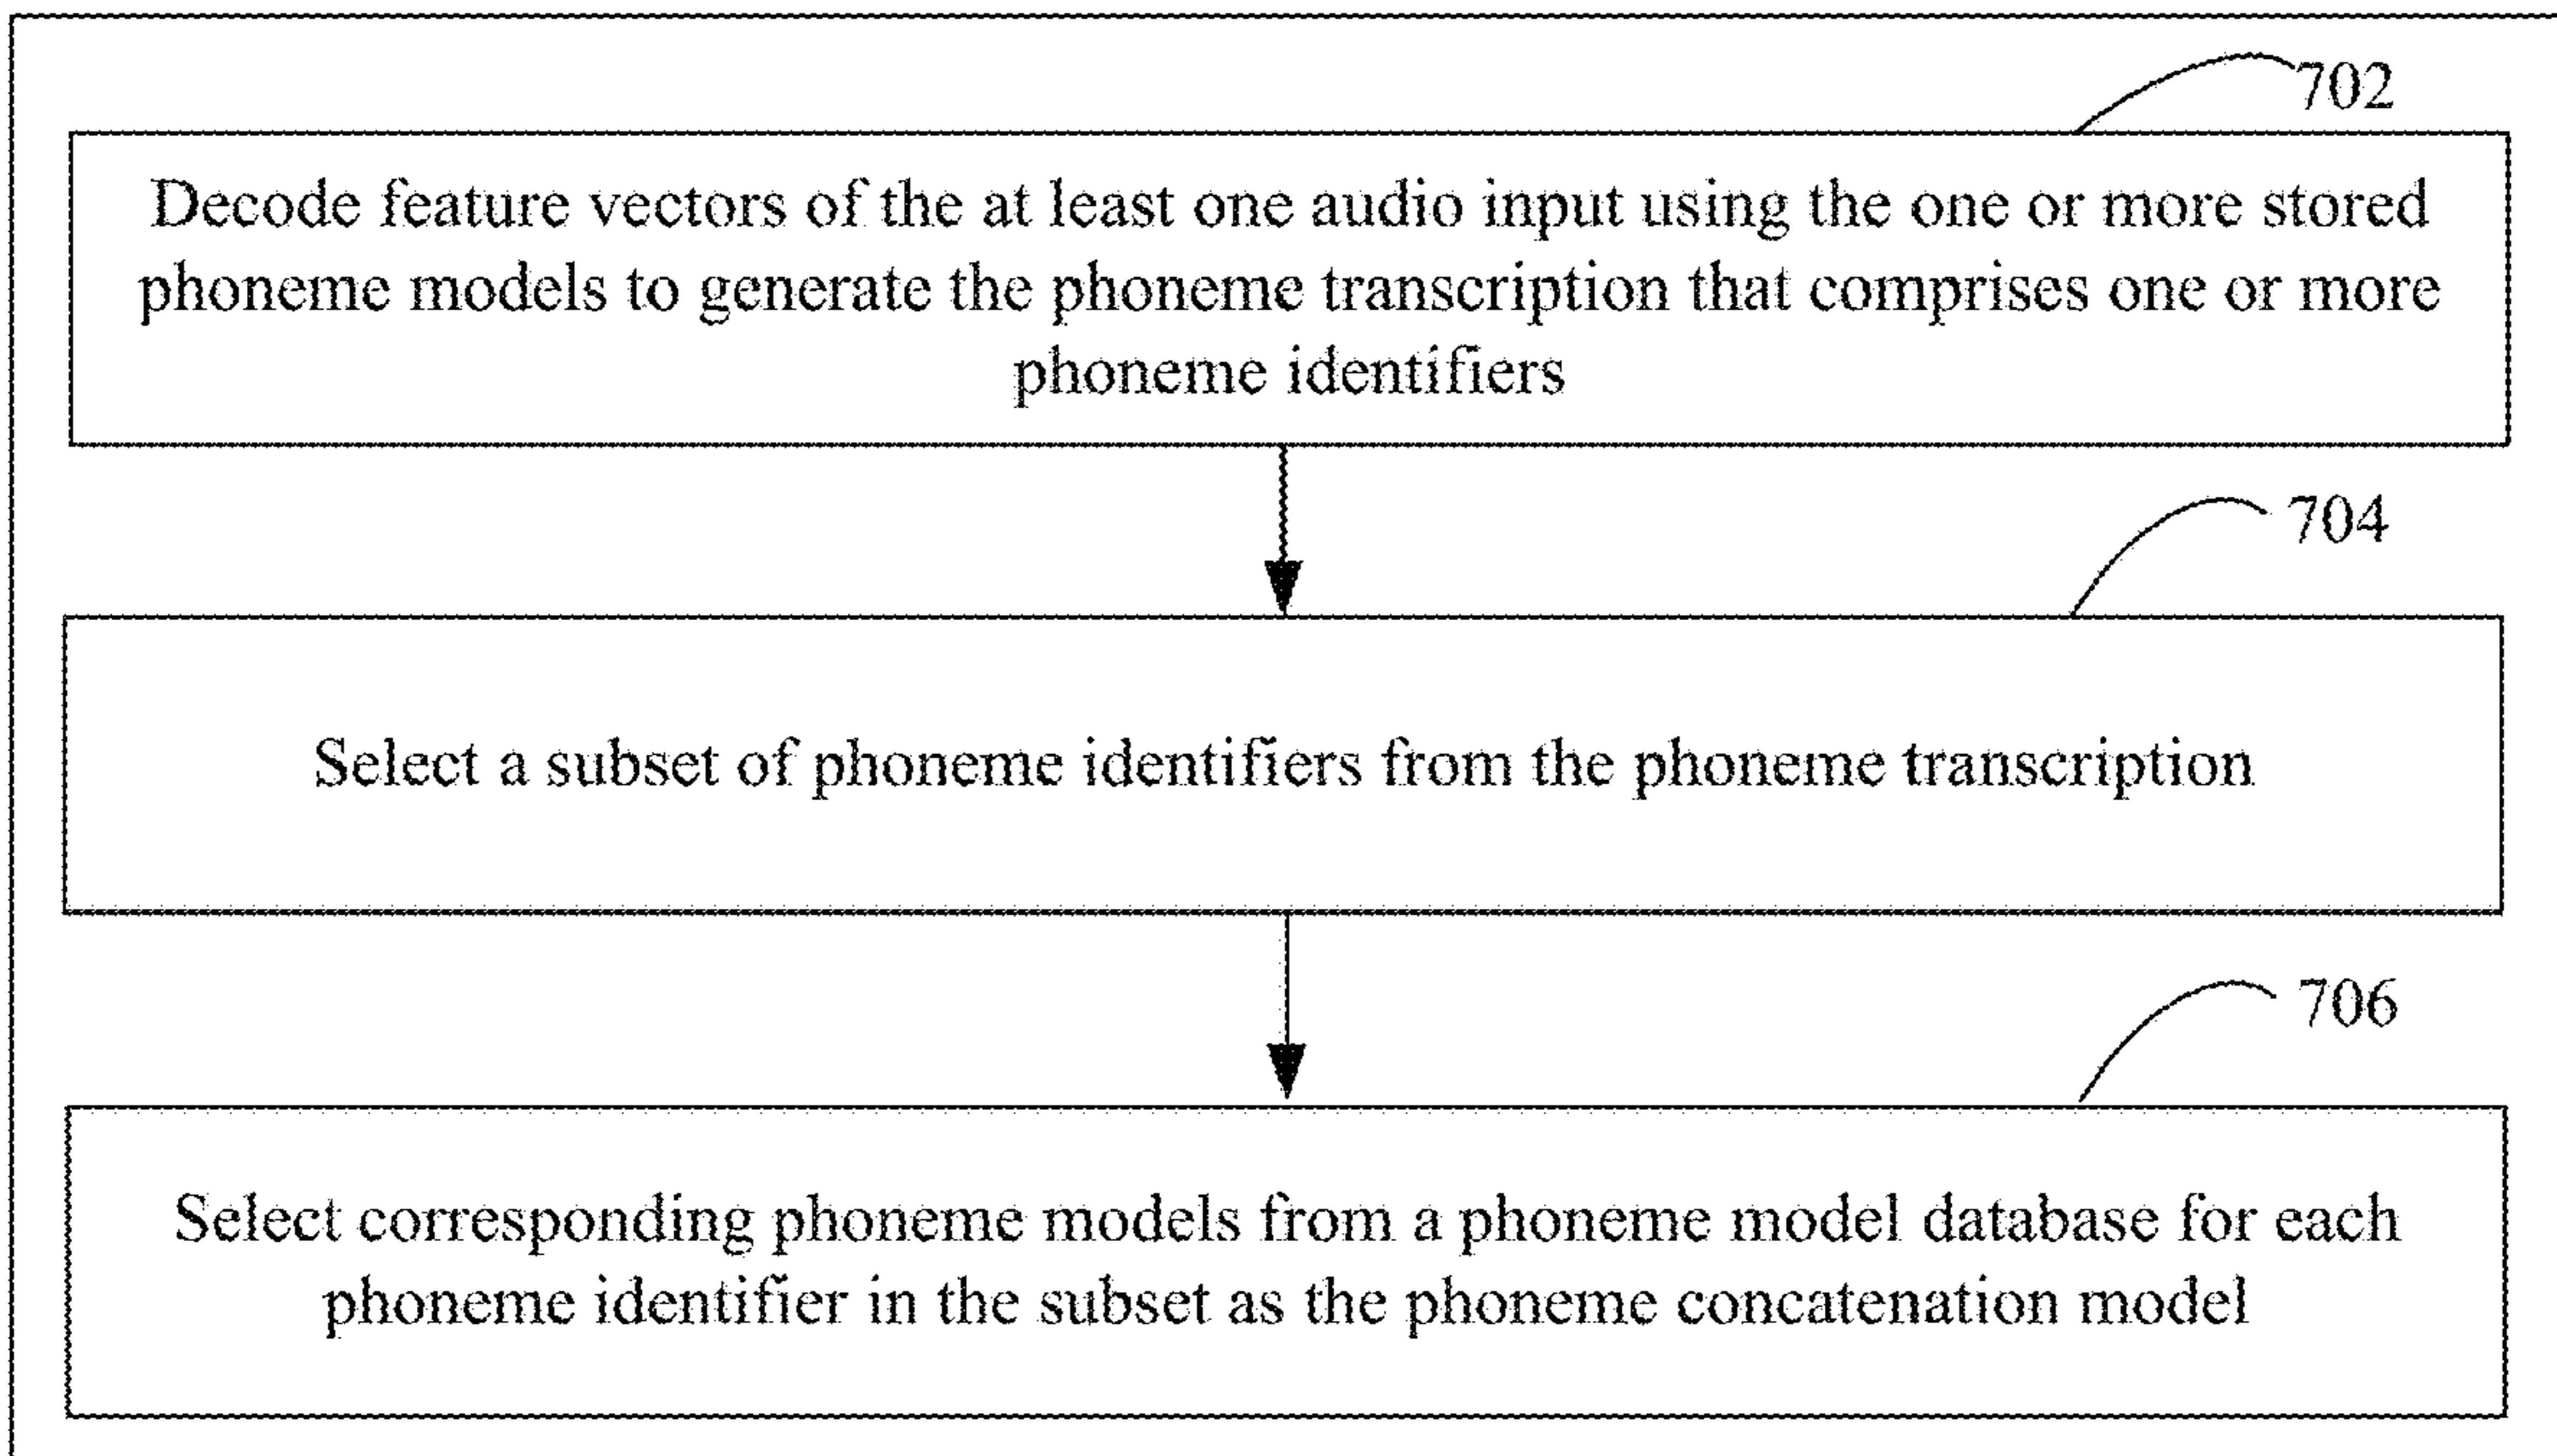 702
Decode feature vectors of the at least one audio input using the one or more stored
phoneme models to generate the phoneme transcription that comprises one or more
phoneme identifiers
704
Select a subset of phoneme identifiers from the phoneme transcription
706
Select corresponding phoneme models from a phoneme model database for each
phoneme identifier in the subset as the phoneme concatenation model